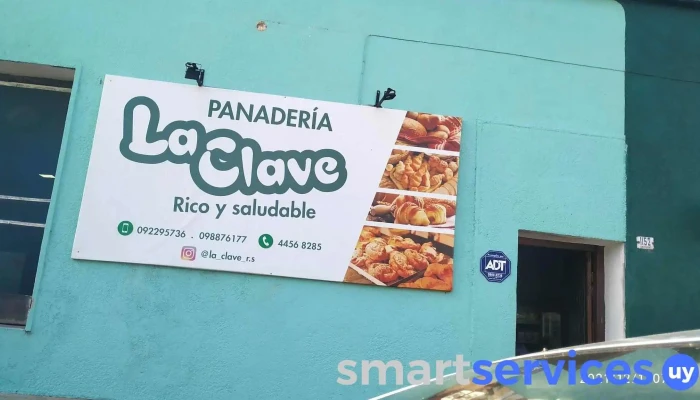 PANADERÍA
La Clave
Rico y saludable
092295736 . 098876177 4456 8285
@la_clave_r.s
ADT
smartservices uy